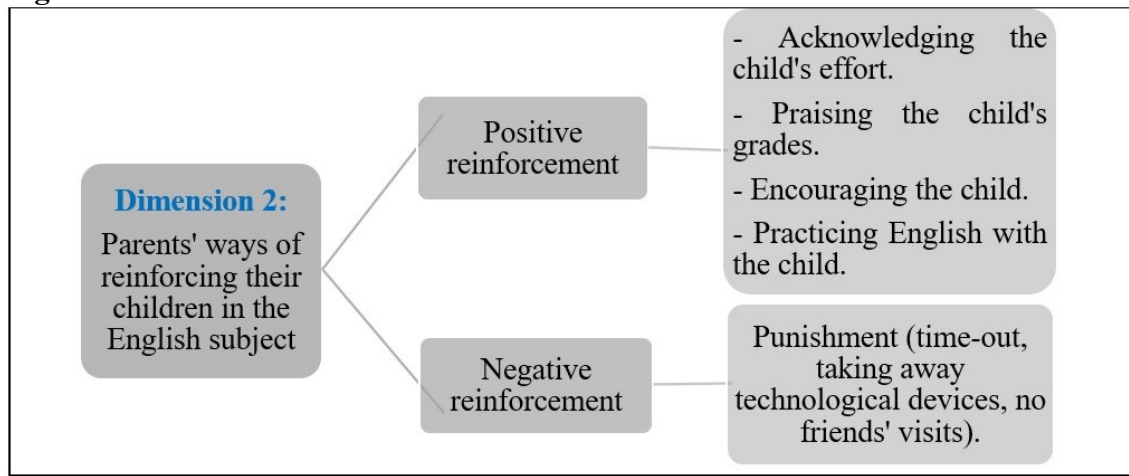 Dimension 2:
Parents' ways of
reinforcing their
children in the
English subject
Positive
reinforcement
- Acknowledging the
child's effort.
- Praising the child's
grades.
- Encouraging the child.
- Practicing English with
the child.
Negative
reinforcement
Punishment (time-out,
taking away
technological devices, no
friends' visits).